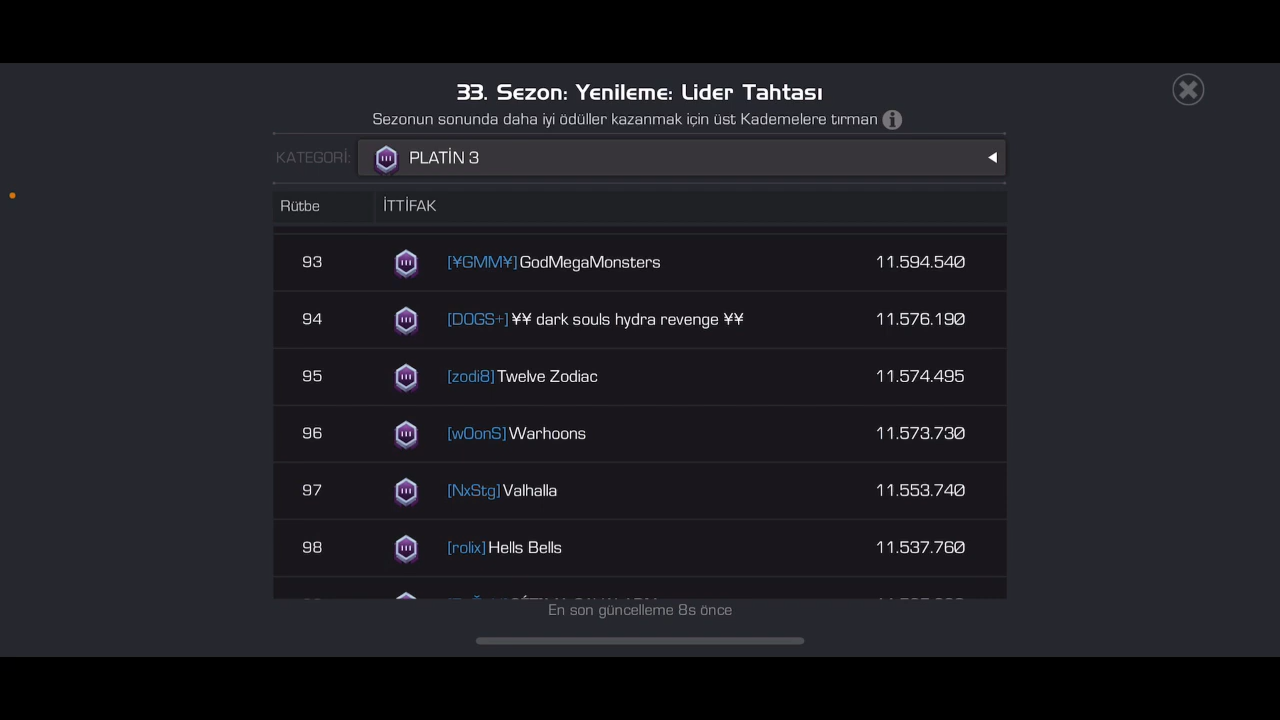 33. Sezon: Yenileme: Lider Tahtası
Sezonun sonunda daha iyi ödüller kazanmak için üst Kademelere tırman
KATEGORİ: PLATİN 3
Rütbe İTTİFAK
93 [¥GMM¥]GodMegaMonsters 11.594.540
94 [DOGS+]¥¥ dark souls hydra revenge ¥¥ 11.576.190
95 [zodi8]Twelve Zodiac 11.574.495
96 [w0onS]Warhoons 11.573.730
97 [NxStg]Valhalla 11.553.740
98 [rolix]Hells Bells 11.537.760
En son güncelleme 8s önce